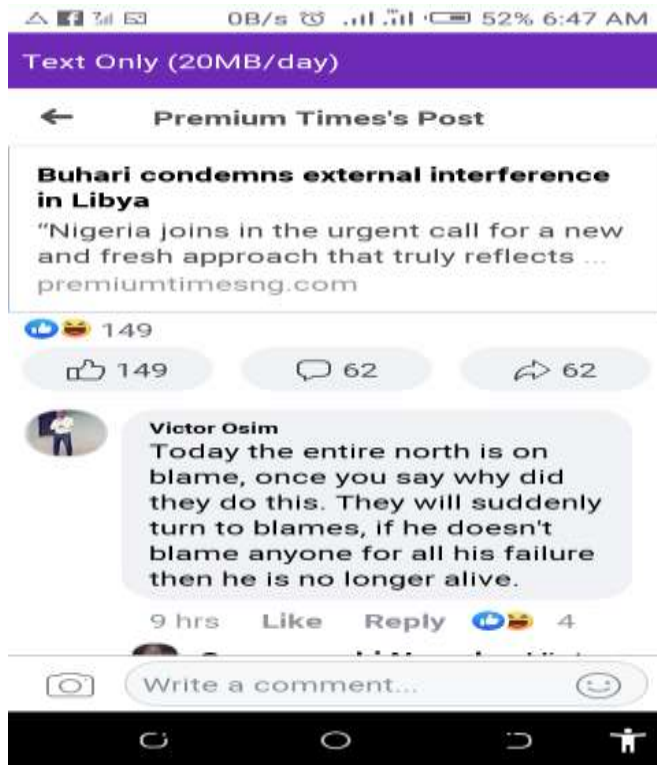 0B/s 52% 6:47 AM
Text Only (20MB/day)
Premium Times's Post
Buhari condemns external interference
in Libya
"Nigeria joins in the urgent call for a new
and fresh approach that truly reflects ...
premiumtimesng.com
149
149 62 62
Victor Osim
Today the entire north is on
blame, once you say why did
they do this. They will suddenly
turn to blames, if he doesn't
blame anyone for all his failure
then he is no longer alive.
9 hrs Like Reply 4
Write a comment...